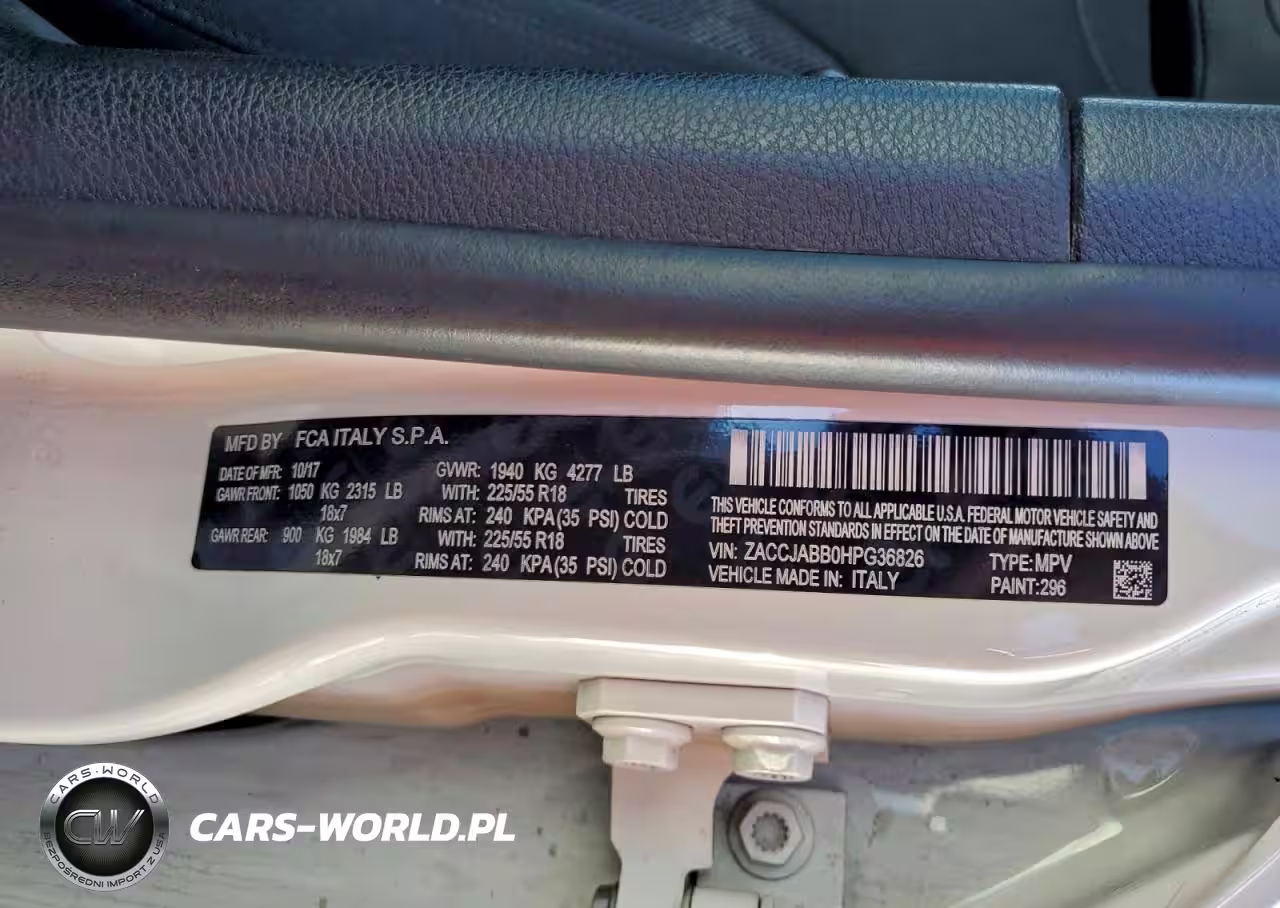 MFD BY FCA ITALY S.P.A.
DATE OF MFR: 10/17 GVWR: 1940 KG 4277 LB
GAWR FRONT: 1050 KG 2315 LB WITH: 225/55 R18 TIRES
18x7 RIMS AT: 240 KPA (35 PSI) COLD
GAWR REAR: 900 KG 1984 LB WITH: 225/55 R18 TIRES
18x7 RIMS AT: 240 KPA (35 PSI) COLD
THIS VEHICLE CONFORMS TO ALL APPLICABLE U.S.A. FEDERAL MOTOR VEHICLE SAFETY AND
THEFT PREVENTION STANDARDS IN EFFECT ON THE DATE OF MANUFACTURE SHOWN ABOVE
VIN: ZACCJABB0HPG36826 TYPE: MPV
VEHICLE MADE IN: ITALY PAINT: 296
CARS-WORLD
CW
BEZPOŚREDNI IMPORT Z USA
CARS-WORLD.PL